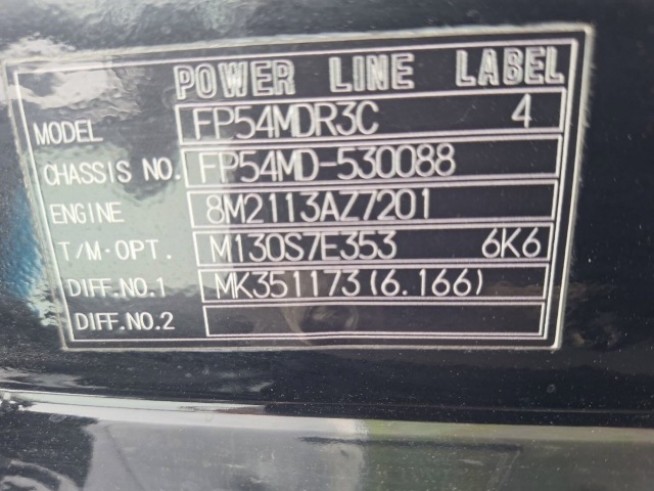 POWER LINE LABEL
MODEL FP54MDR3C 4
CHASSIS NO. FP54MD-530088
ENGINE 8M2113AZ7201
T/M·OPT. M130S7E353 6K6
DIFF.NO.1 MK351173(6.166)
DIFF.NO.2